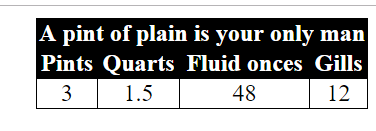 A pint of plain is your only man
Pints Quarts Fluid onces Gills
3 1.5 48 12